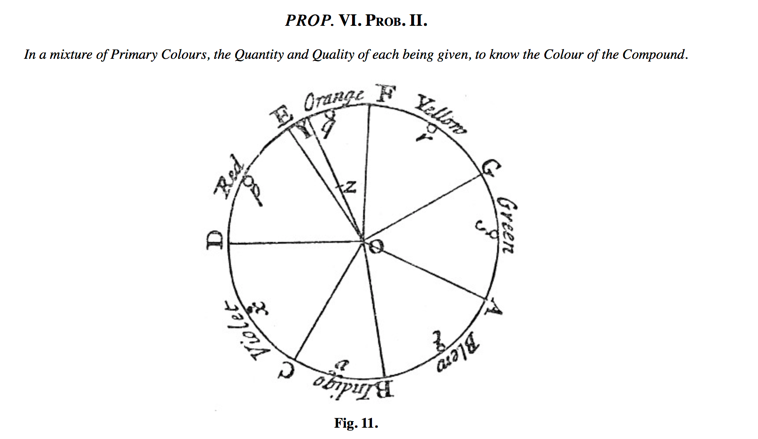 PROP. VI. PROB. II.
In a mixture of Primary Colours, the Quantity and Quality of each being given, to know the Colour of the Compound.
E
Orange
F
Yellow
Y
q
r
G
Red
p
Z
Green
s
D
O
A
x
Violet
t
Blew
C
v
Indigo
B
Fig. 11.